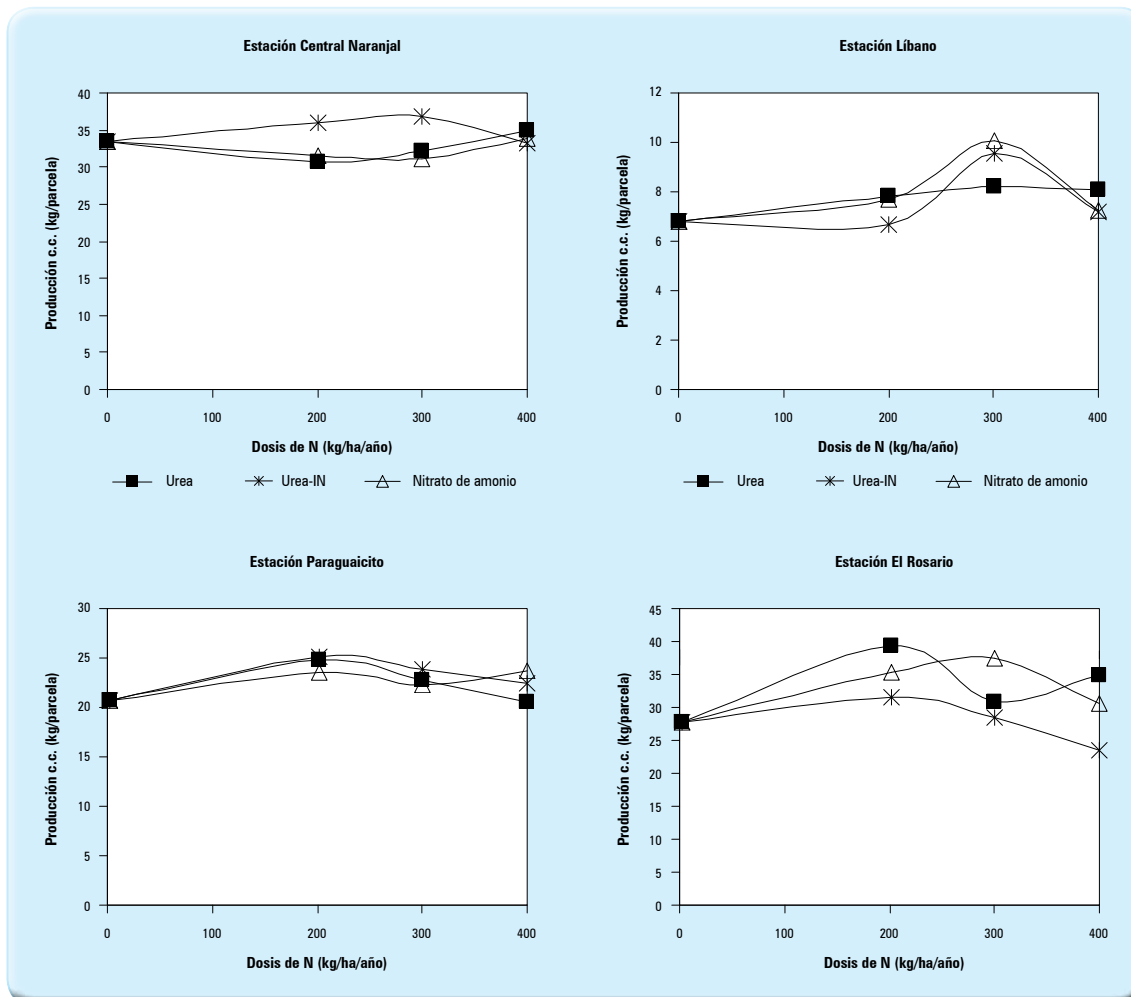 Estación Central Naranjal
Producción c.c. (kg/parcela)
40
35
30
25
20
15
10
5
0
0 100 200 300 400
Dosis de N (kg/ha/año)
Urea Urea-IN Nitrato de amonio
Estación Líbano
Producción c.c. (kg/parcela)
12
10
8
6
4
2
0
0 100 200 300 400
Dosis de N (kg/ha/año)
Urea Urea-IN Nitrato de amonio
Estación Paraguaicito
Producción c.c. (kg/parcela)
30
25
20
15
10
5
0
0 100 200 300 400
Dosis de N (kg/ha/año)
Estación El Rosario
Producción c.c. (kg/parcela)
45
40
35
30
25
20
15
10
5
0
0 100 200 300 400
Dosis de N (kg/ha/año)